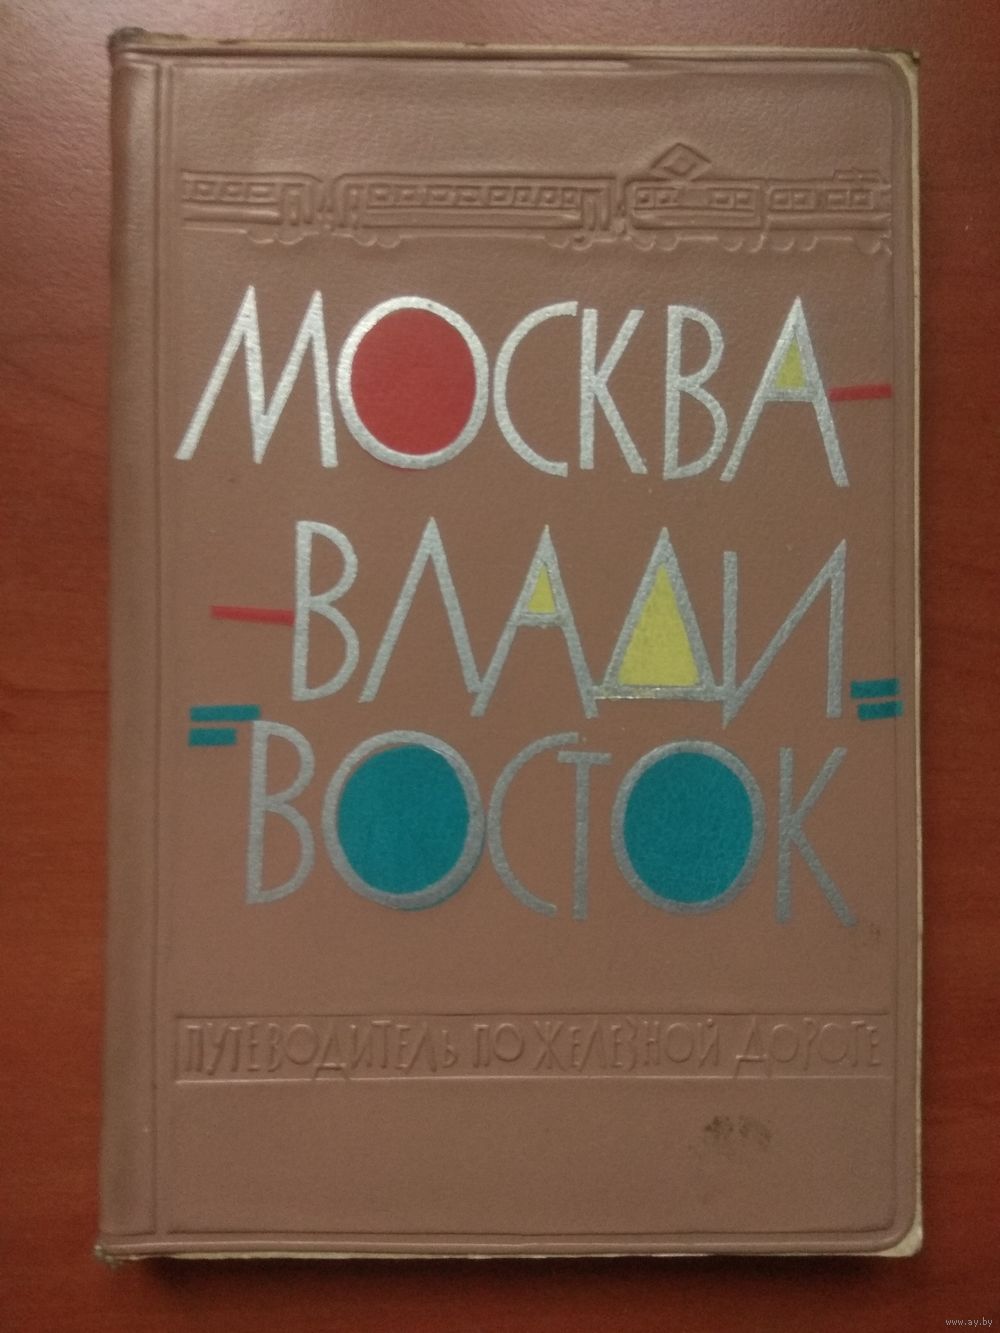 МОСКВА-
-ВЛАДИ=
=ВОСТОК
ПУТЕВОДИТЕЛЬ ПО ЖЕЛЕЗНОЙ ДОРОГЕ
www.ay.by